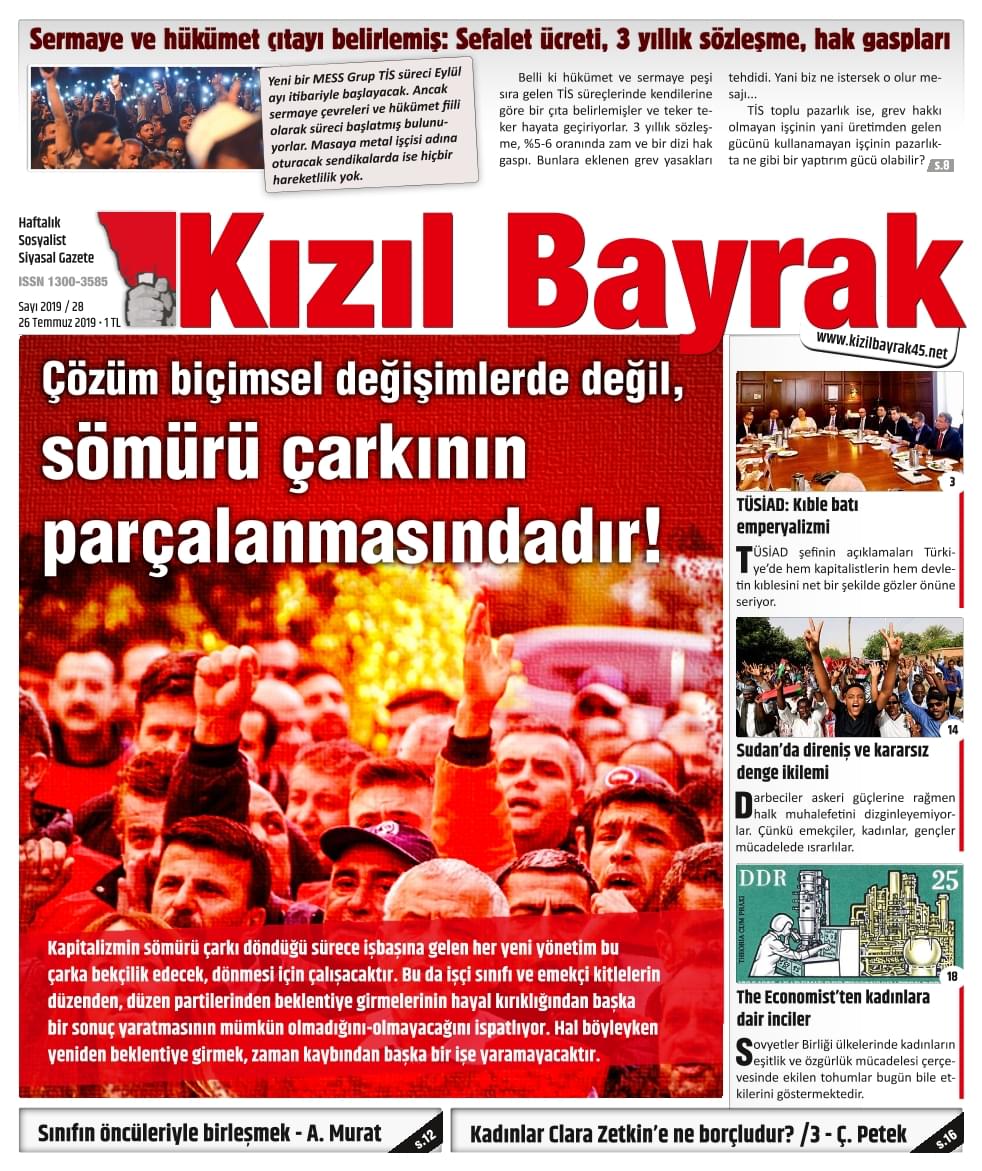 Sermaye ve hükümet çıtayı belirlemiş: Sefalet ücreti, 3 yıllık sözleşme, hak gaspları
Yeni bir MESS Grup TİS süreci Eylül
ayı itibariyle başlayacak. Ancak
sermaye çevreleri ve hükümet fiili
olarak süreci başlatmış bulunu-
yorlar. Masaya metal işçisi adına
oturacak sendikalarda ise hiçbir
hareketlilik yok.
Belli ki hükümet ve sermaye peşi
sıra gelen TİS süreçlerinde kendilerine
göre bir çıta belirlemişler ve teker te-
ker hayata geçiriyorlar. 3 yıllık sözleş-
me, %5-6 oranında zam ve bir dizi hak
gaspı. Bunlara eklenen grev yasakları
tehdidi. Yani biz ne istersek o olur me-
sajı...
TİS toplu pazarlık ise, grev hakkı
olmayan işçinin yani üretimden gelen
gücünü kullanamayan işçinin pazarlık-
ta ne gibi bir yaptırım gücü olabilir? s.8
Haftalık
Sosyalist
Siyasal Gazete
ISSN 1300-3585
Sayı 2019 / 28
26 Temmuz 2019 • 1 TL
Kızıl Bayrak
www.kizilbayrak45.net
Çözüm biçimsel değişimlerde değil,
sömürü çarkının
parçalanmasındadır!
Kapitalizmin sömürü çarkı döndüğü sürece işbaşına gelen her yeni yönetim bu
çarka bekçilik edecek, dönmesi için çalışacaktır. Bu da işçi sınıfı ve emekçi kitlelerin
düzenden, düzen partilerinden beklentiye girmelerinin hayal kırıklığından başka
bir sonuç yaratmasının mümkün olmadığını-olmayacağını ispatlıyor. Hal böyleyken
yeniden beklentiye girmek, zaman kaybından başka bir işe yaramayacaktır.
3
TÜSİAD: Kıble batı
emperyalizmi
TÜSİAD şefinin açıklamaları Türki-
ye’de hem kapitalistlerin hem devle-
tin kıblesini net bir şekilde gözler önüne
seriyor.
14
Sudan’da direniş ve kararsız
denge ikilemi
Darbeciler askeri güçlerine rağmen
halk muhalefetini dizginleyemiyor-
lar. Çünkü emekçiler, kadınlar, gençler
mücadelede ısrarlılar.
DDR 25
THEORIA CUM PRAXI
18
The Economist’ten kadınlara
dair inciler
Sovyetler Birliği ülkelerinde kadınların
eşitlik ve özgürlük mücadelesi çerçe-
vesinde ekilen tohumlar bugün bile et-
kilerini göstermektedir.
Sınıfın öncüleriyle birleşmek - A. Murat s.12
Kadınlar Clara Zetkin’e ne borçludur? /3 - Ç. Petek s.16